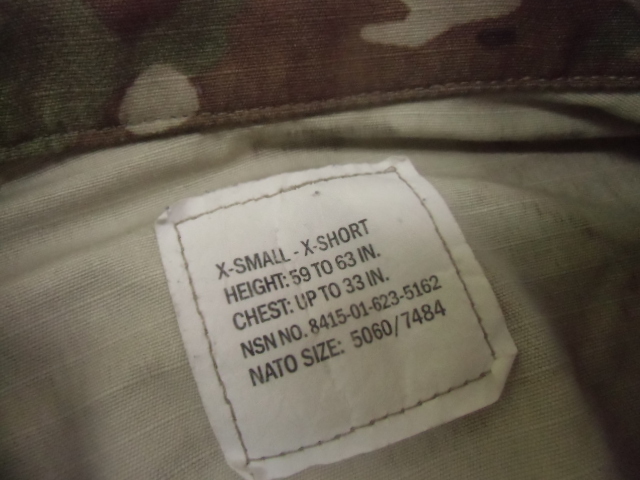 X-SMALL - X-SHORT
HEIGHT: 59 TO 63 IN.
CHEST: UP TO 33 IN.
NSN NO. 8415-01-623-5162
NATO SIZE: 5060/7484